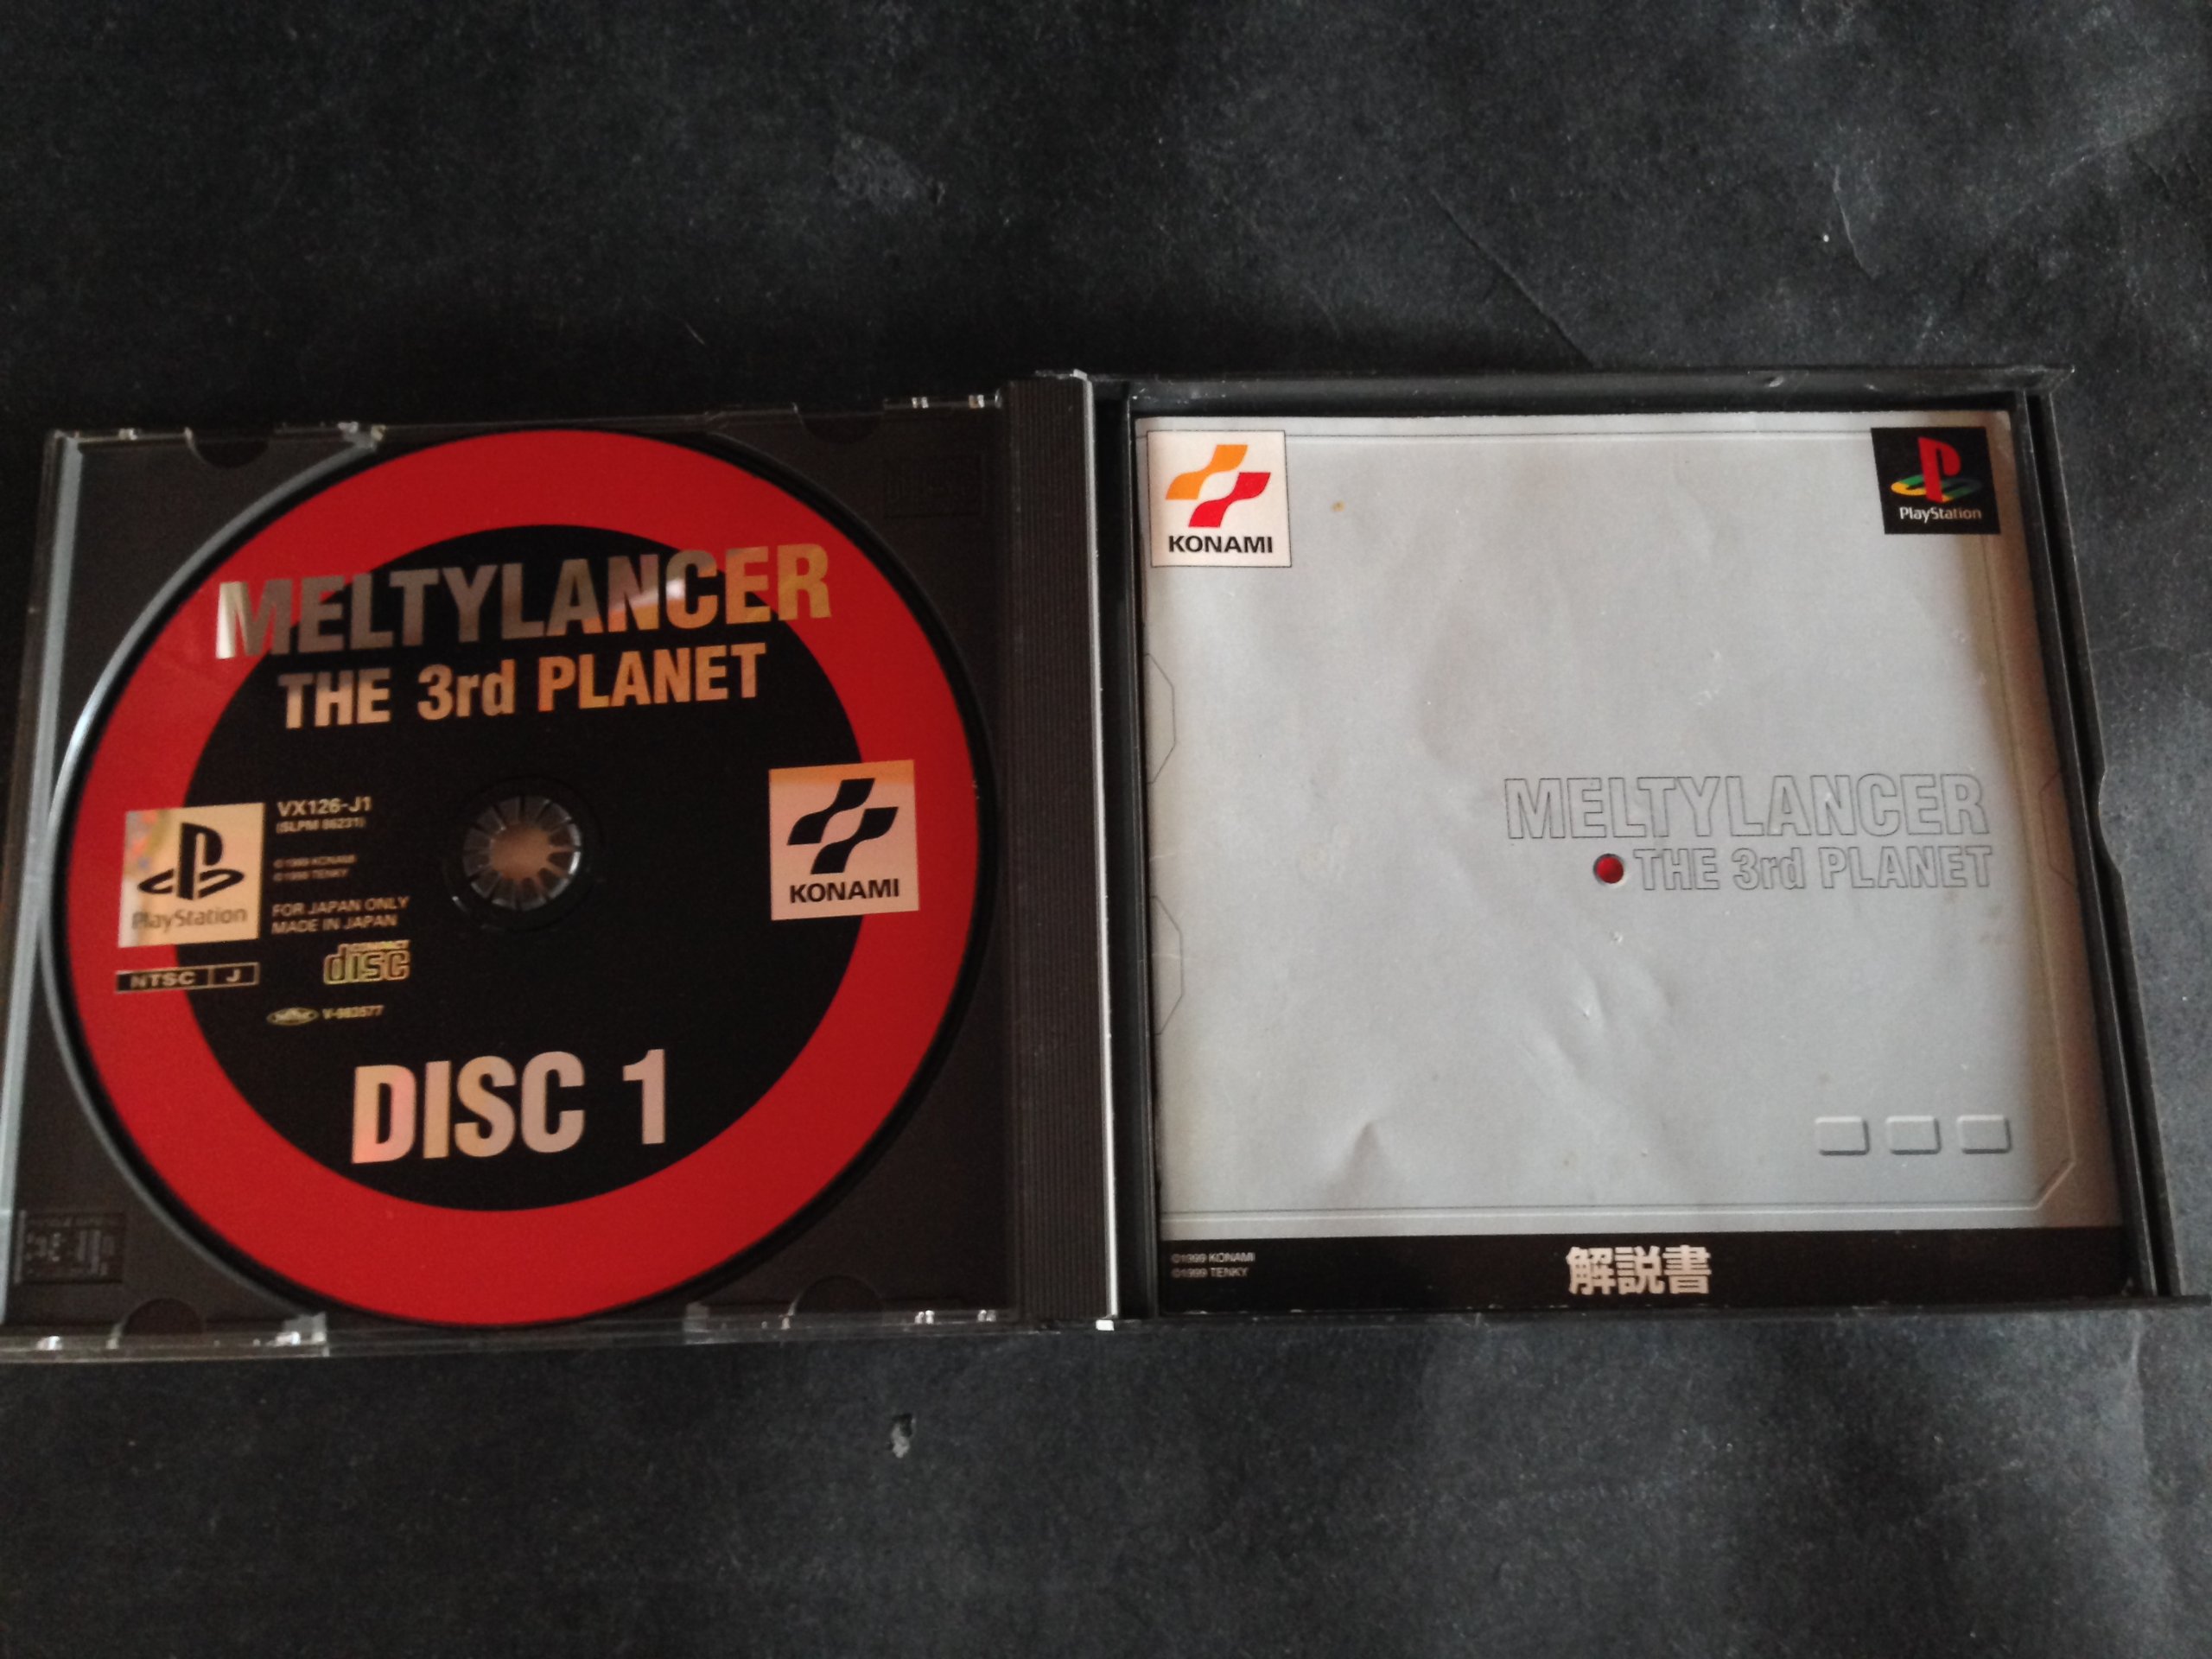 MELTYLANCER
THE 3rd PLANET
VX126-J1
(SLPM 86231)
©1999 KONAMI
©1999 TENKY
PlayStation
FOR JAPAN ONLY
MADE IN JAPAN
KONAMI
NTSC J
COMPACT
disc
DISC 1
KONAMI
PlayStation
MELTYLANCER
THE 3rd PLANET
©1999 KONAMI
©1999 TENKY
解説書